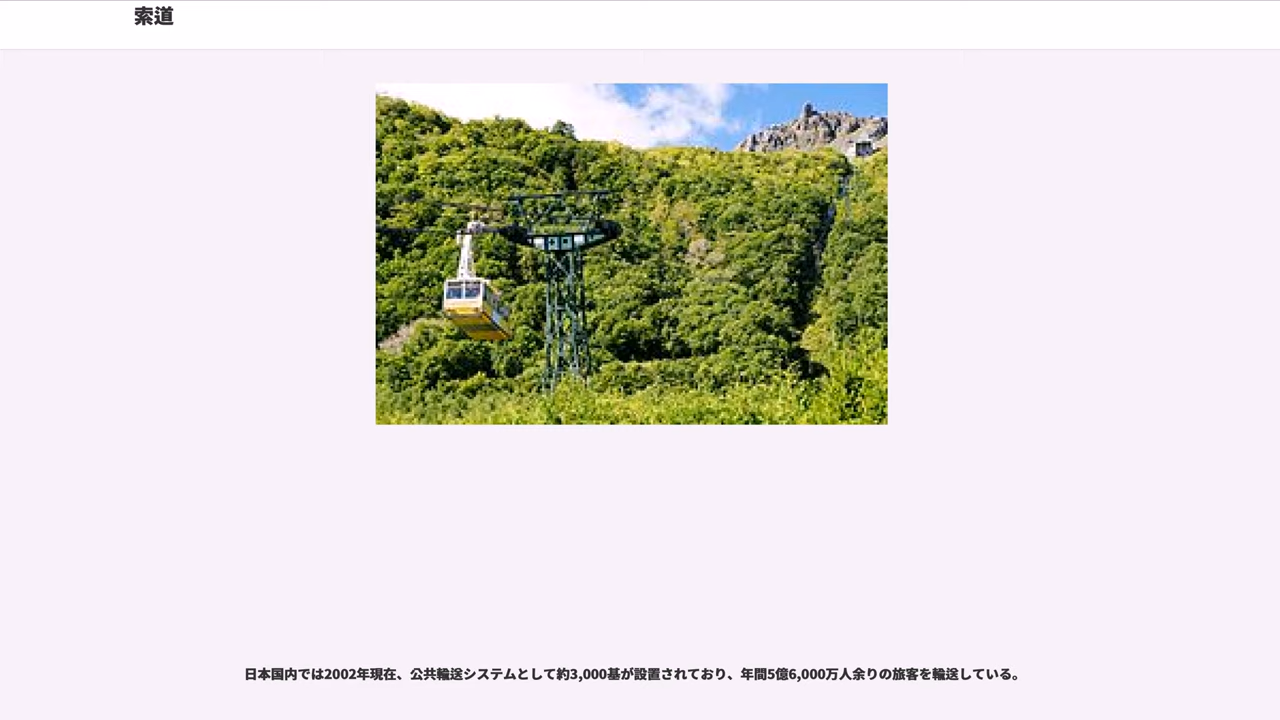 索道
日本国内では2002年現在、公共輸送システムとして約3,000基が設置されており、年間5億6,000万人余りの旅客を輸送している。